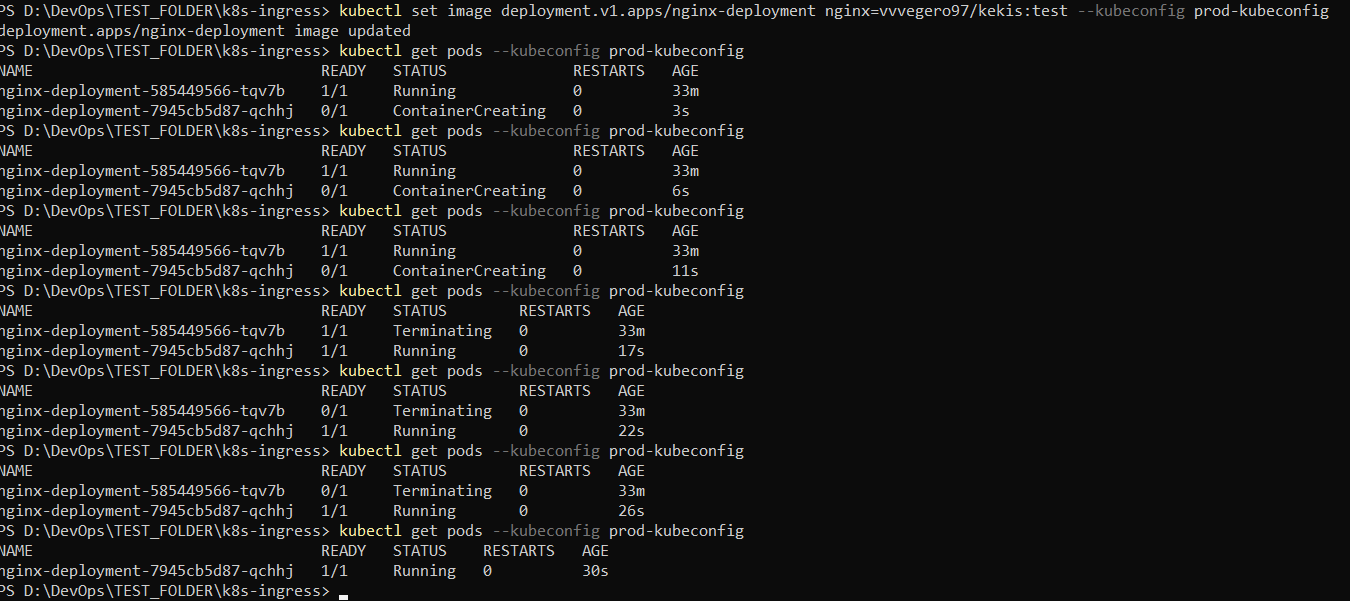 PS D:\DevOps\TEST_FOLDER\k8s-ingress> kubectl set image deployment.v1.apps/nginx-deployment nginx=vvvegero97/kekis:test --kubeconfig prod-kubeconfig
deployment.apps/nginx-deployment image updated
PS D:\DevOps\TEST_FOLDER\k8s-ingress> kubectl get pods --kubeconfig prod-kubeconfig
NAME READY STATUS RESTARTS AGE
nginx-deployment-585449566-tqv7b 1/1 Running 0 33m
nginx-deployment-7945cb5d87-qchhj 0/1 ContainerCreating 0 3s
PS D:\DevOps\TEST_FOLDER\k8s-ingress> kubectl get pods --kubeconfig prod-kubeconfig
NAME READY STATUS RESTARTS AGE
nginx-deployment-585449566-tqv7b 1/1 Running 0 33m
nginx-deployment-7945cb5d87-qchhj 0/1 ContainerCreating 0 6s
PS D:\DevOps\TEST_FOLDER\k8s-ingress> kubectl get pods --kubeconfig prod-kubeconfig
NAME READY STATUS RESTARTS AGE
nginx-deployment-585449566-tqv7b 1/1 Running 0 33m
nginx-deployment-7945cb5d87-qchhj 0/1 ContainerCreating 0 11s
PS D:\DevOps\TEST_FOLDER\k8s-ingress> kubectl get pods --kubeconfig prod-kubeconfig
NAME READY STATUS RESTARTS AGE
nginx-deployment-585449566-tqv7b 1/1 Terminating 0 33m
nginx-deployment-7945cb5d87-qchhj 1/1 Running 0 17s
PS D:\DevOps\TEST_FOLDER\k8s-ingress> kubectl get pods --kubeconfig prod-kubeconfig
NAME READY STATUS RESTARTS AGE
nginx-deployment-585449566-tqv7b 0/1 Terminating 0 33m
nginx-deployment-7945cb5d87-qchhj 1/1 Running 0 22s
PS D:\DevOps\TEST_FOLDER\k8s-ingress> kubectl get pods --kubeconfig prod-kubeconfig
NAME READY STATUS RESTARTS AGE
nginx-deployment-585449566-tqv7b 0/1 Terminating 0 33m
nginx-deployment-7945cb5d87-qchhj 1/1 Running 0 26s
PS D:\DevOps\TEST_FOLDER\k8s-ingress> kubectl get pods --kubeconfig prod-kubeconfig
NAME READY STATUS RESTARTS AGE
nginx-deployment-7945cb5d87-qchhj 1/1 Running 0 30s
PS D:\DevOps\TEST_FOLDER\k8s-ingress>